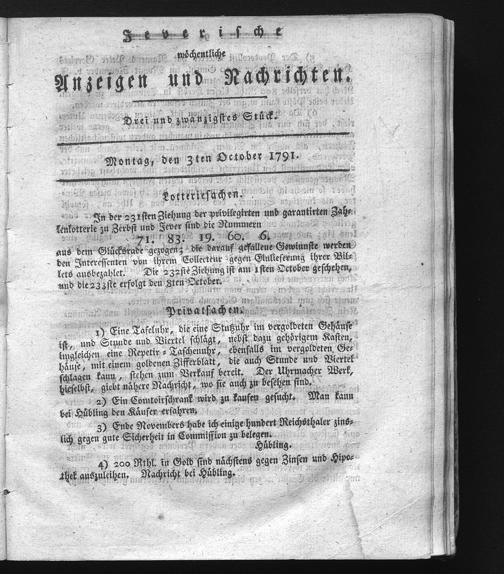 Jeverische
wöchentliche
Anzeigen und Nachrichten.
Drei und zwanzigstes Stück.
Montag, den 3ten October 1791.
Lotteriesachen.
In der 231sten Ziehung der privilegirten und garantirten Zah-
lenlotterie zu Zerbst und Jever sind die Nummern
71. 83. 19. 60. 6.
aus dem Glücksrade gezogen; die darauf gefallene Gewinnste werden
den Interessenten von ihrem Collecteur gegen Einlieferung ihrer Bil-
lets ausbezahlt. Die 232ste Ziehung ist am 1sten October geschehen,
und die 233ste erfolgt den 8ten October.
Privatsachen.
1) Eine Tafeluhr, die eine Stutzuhr im vergoldeten Gehäuse
ist, und Stunde und Viertel schlägt, nebst dazu gehörigem Kasten,
imgleichen eine Repetir-Taschenuhr, ebenfalls im vergoldeten Ge-
häuse, mit einem goldenen Zifferblatt, die auch Stunde und Viertel
schlagen kann, stehen zum Verkauf bereit. Der Uhrmacher Werk,
hieselbst, giebt nähere Nachricht, wo sie auch zu besehen sind.
2) Ein Comtoirschrank wird zu kaufen gesucht. Man kann
bei Hübling den Käufer erfahren.
3) Ende Novembers habe ich einige hundert Reichsthaler zins-
lich gegen gute Sicherheit in Commission zu belegen.
Hübling.
4) 200 Rthl. in Gold sind nächstens gegen Zinsen und Hipo-
thek auszuleihen. Nachricht bei Hübling.